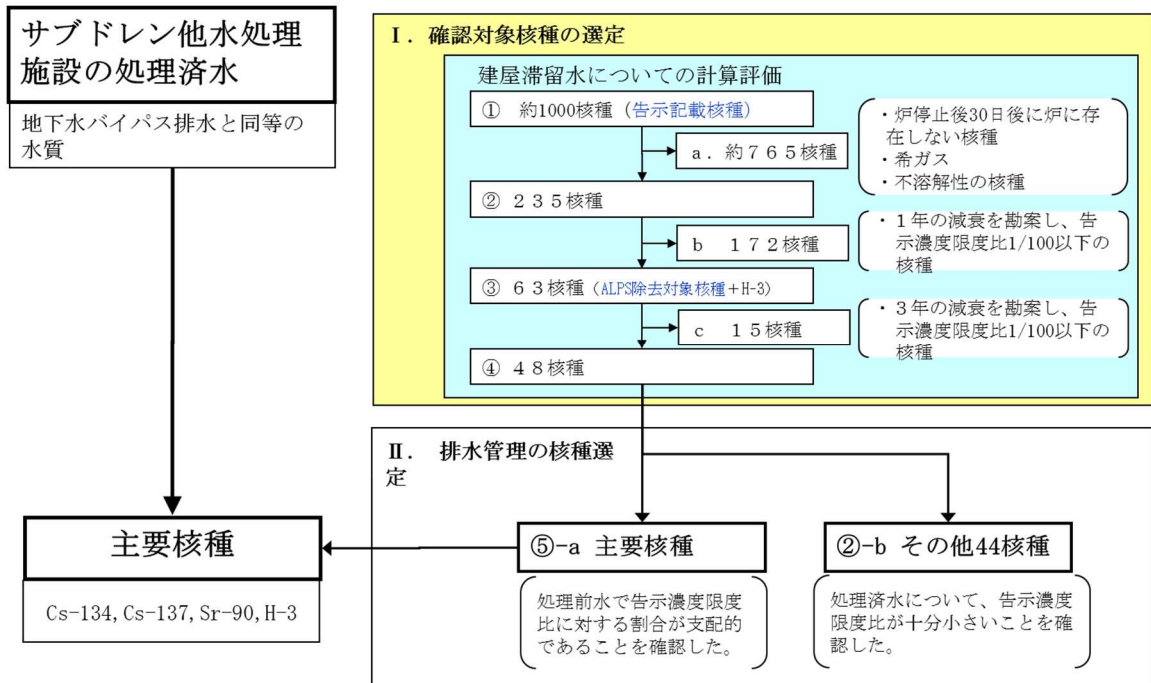 サブドレン他水処理
施設の処理済水
地下水バイパス排水と同等の
水質
Ⅰ. 確認対象核種の選定
建屋滞留水についての計算評価
① 約1000核種（告示記載核種）
a. 約７６５核種
・炉停止後30日後に炉に存
在しない核種
・希ガス
・不溶解性の核種
② ２３５核種
b １７２核種
・１年の減衰を勘案し、告
示濃度限度比1/100以下の
核種
③ ６３核種（ALPS除去対象核種＋H-3）
c １５核種
・３年の減衰を勘案し、告
示濃度限度比1/100以下の
核種
④ ４８核種
Ⅱ. 排水管理の核種選
定
主要核種
Cs-134, Cs-137, Sr-90, H-3
⑤-a 主要核種
処理前水で告示濃度限度
比に対する割合が支配的
であることを確認した。
②-b その他44核種
処理済水について、告示濃度
限度比が十分小さいことを確
認した。